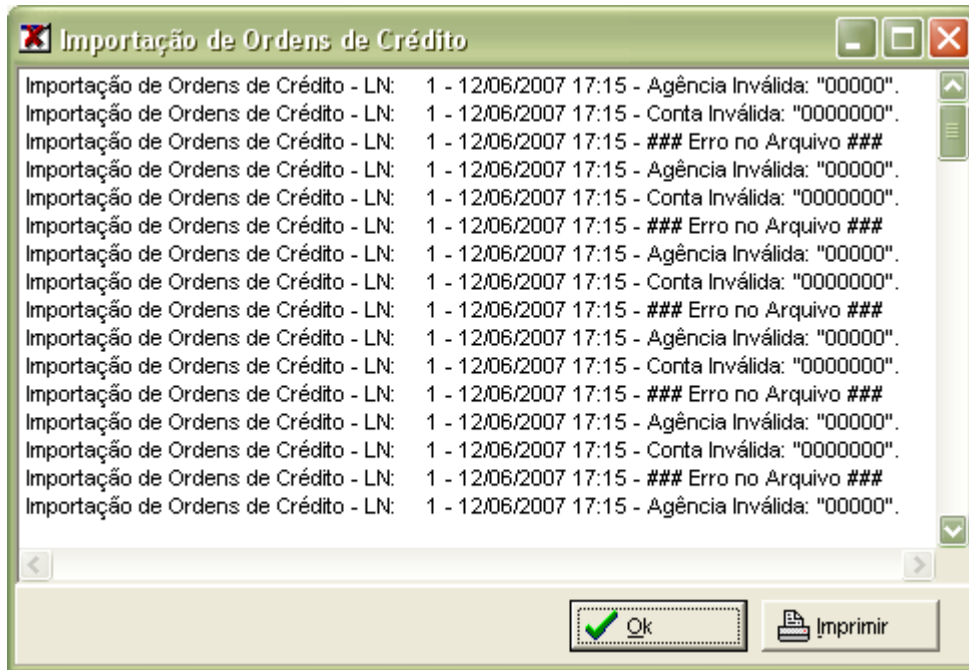 Importação de Ordens de Crédito
Importação de Ordens de Crédito - LN: 1 - 12/06/2007 17:15 - Agência Inválida: "00000".
Importação de Ordens de Crédito - LN: 1 - 12/06/2007 17:15 - Conta Inválida: "0000000".
Importação de Ordens de Crédito - LN: 1 - 12/06/2007 17:15 - ### Erro no Arquivo ###
Importação de Ordens de Crédito - LN: 1 - 12/06/2007 17:15 - Agência Inválida: "00000".
Importação de Ordens de Crédito - LN: 1 - 12/06/2007 17:15 - Conta Inválida: "0000000".
Importação de Ordens de Crédito - LN: 1 - 12/06/2007 17:15 - ### Erro no Arquivo ###
Importação de Ordens de Crédito - LN: 1 - 12/06/2007 17:15 - Agência Inválida: "00000".
Importação de Ordens de Crédito - LN: 1 - 12/06/2007 17:15 - Conta Inválida: "0000000".
Importação de Ordens de Crédito - LN: 1 - 12/06/2007 17:15 - ### Erro no Arquivo ###
Importação de Ordens de Crédito - LN: 1 - 12/06/2007 17:15 - Agência Inválida: "00000".
Importação de Ordens de Crédito - LN: 1 - 12/06/2007 17:15 - Conta Inválida: "0000000".
Importação de Ordens de Crédito - LN: 1 - 12/06/2007 17:15 - ### Erro no Arquivo ###
Importação de Ordens de Crédito - LN: 1 - 12/06/2007 17:15 - Agência Inválida: "00000".
Importação de Ordens de Crédito - LN: 1 - 12/06/2007 17:15 - Conta Inválida: "0000000".
Importação de Ordens de Crédito - LN: 1 - 12/06/2007 17:15 - ### Erro no Arquivo ###
Importação de Ordens de Crédito - LN: 1 - 12/06/2007 17:15 - Agência Inválida: "00000".
Ok Imprimir